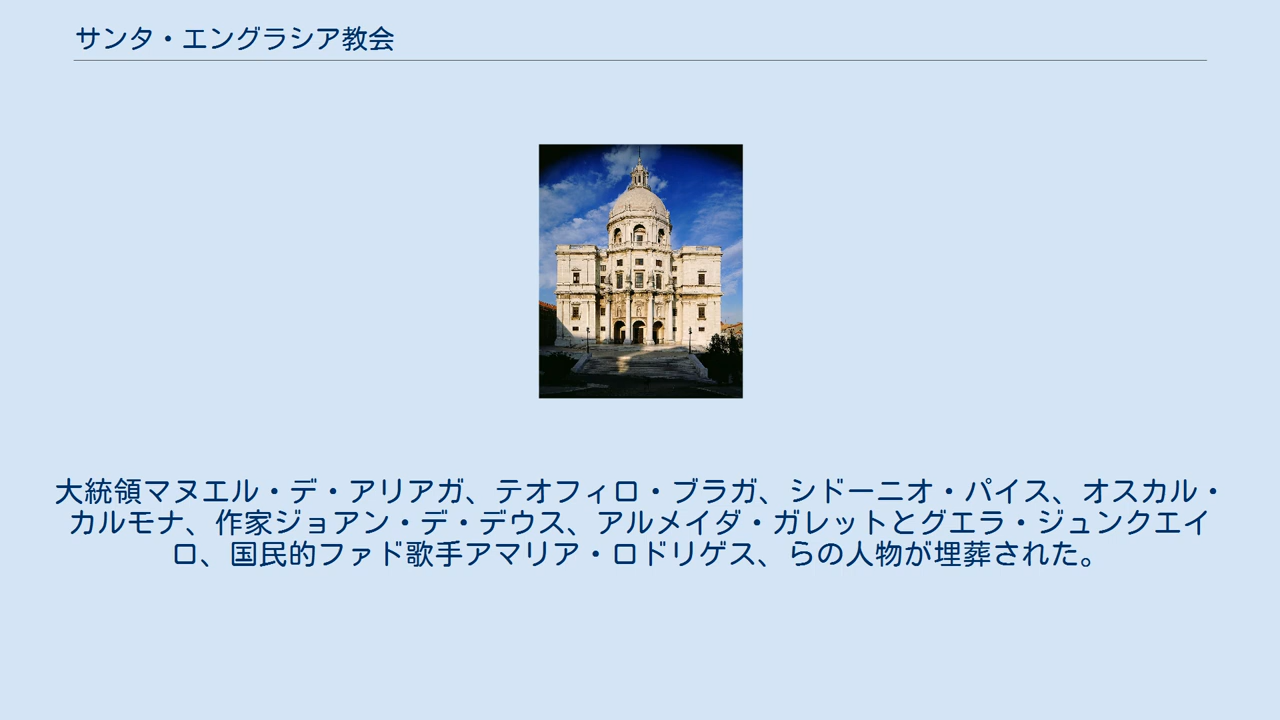 サンタ・エングラシア教会
大統領マヌエル・デ・アリアガ、テオフィロ・ブラガ、シドーニオ・パイス、オスカル・
カルモナ、作家ジョアン・デ・デウス、アルメイダ・ガレットとグエラ・ジュンクエイ
ロ、国民的ファド歌手アマリア・ロドリゲス、らの人物が埋葬された。